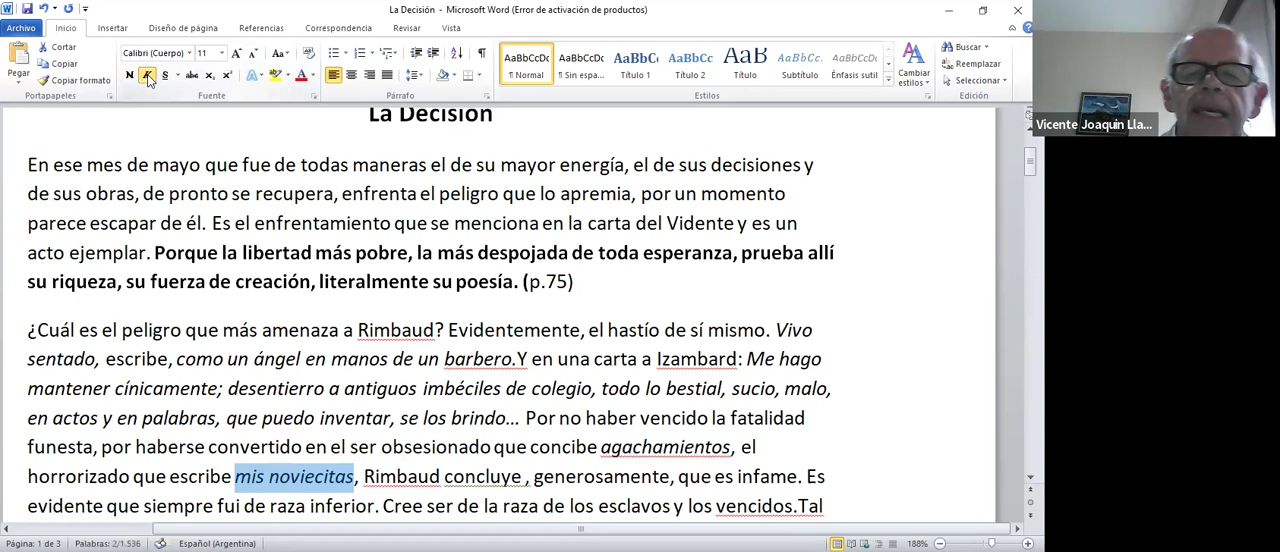 La Decisión - Microsoft Word (Error de activación de productos)
Archivo Inicio Insertar Diseño de página Referencias Correspondencia Revisar Vista
Pegar
Cortar
Copiar
Copiar formato
Portapapeles
Calibri (Cuerpo) 11
Fuente
Párrafo
AaBbCcDc AaBbCcDc AaBbC AaBbCc AaB AaBbCc. AaBbCcDc
¶ Normal ¶ Sin espa... Título 1 Título 2 Título Subtítulo Énfasis sutil
Cambiar estilos
Estilos
Buscar
Reemplazar
Seleccionar
Edición
Vicente Joaquin Lla...
La Decisión
En ese mes de mayo que fue de todas maneras el de su mayor energía, el de sus decisiones y
de sus obras, de pronto se recupera, enfrenta el peligro que lo apremia, por un momento
parece escapar de él. Es el enfrentamiento que se menciona en la carta del Vidente y es un
acto ejemplar. Porque la libertad más pobre, la más despojada de toda esperanza, prueba allí
su riqueza, su fuerza de creación, literalmente su poesía. (p.75)
¿Cuál es el peligro que más amenaza a Rimbaud? Evidentemente, el hastío de sí mismo. Vivo
sentado, escribe, como un ángel en manos de un barbero.Y en una carta a Izambard: Me hago
mantener cínicamente; desentierro a antiguos imbéciles de colegio, todo lo bestial, sucio, malo,
en actos y en palabras, que puedo inventar, se los brindo... Por no haber vencido la fatalidad
funesta, por haberse convertido en el ser obsesionado que concibe agachamientos, el
horrorizado que escribe mis noviecitas, Rimbaud concluye , generosamente, que es infame. Es
evidente que siempre fui de raza inferior. Cree ser de la raza de los esclavos y los vencidos.Tal
Página: 1 de 3 Palabras: 2/1.536 Español (Argentina) 188%